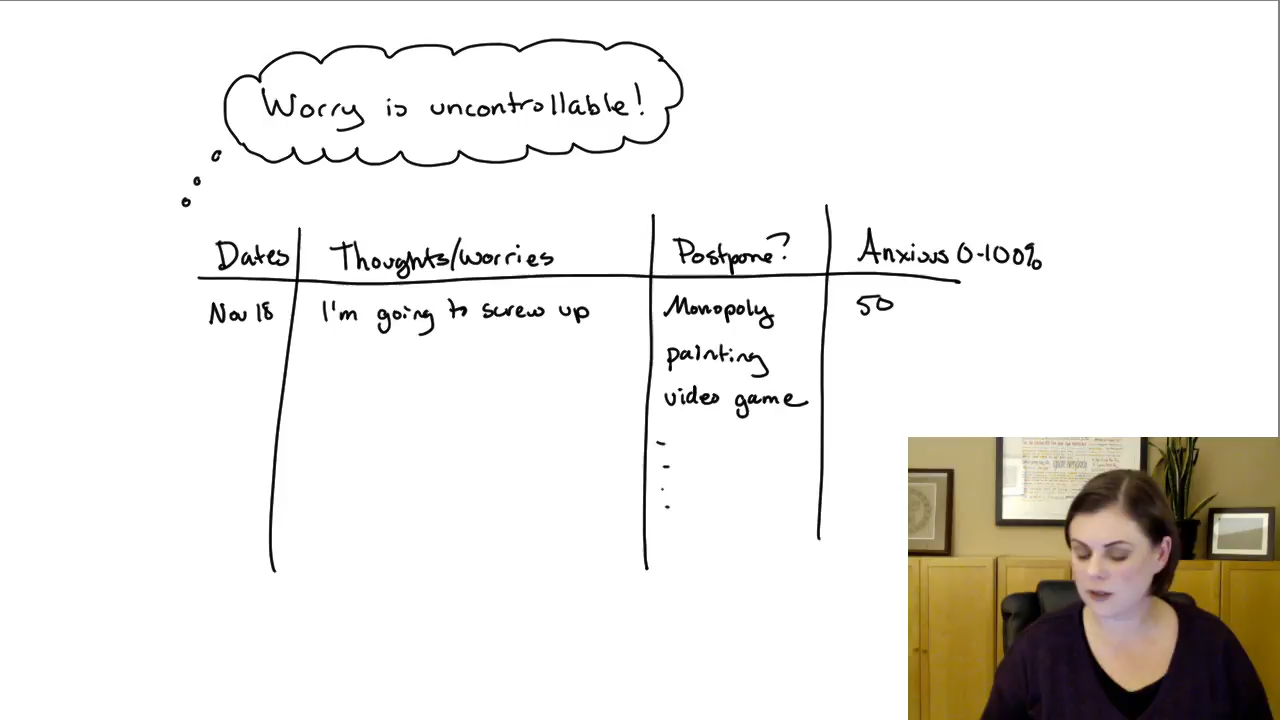 Worry is uncontrollable!
Dates Thoughts/worries Postpone? Anxious 0-100%
Nov 18 I'm going to screw up Monopoly 50
painting
video game